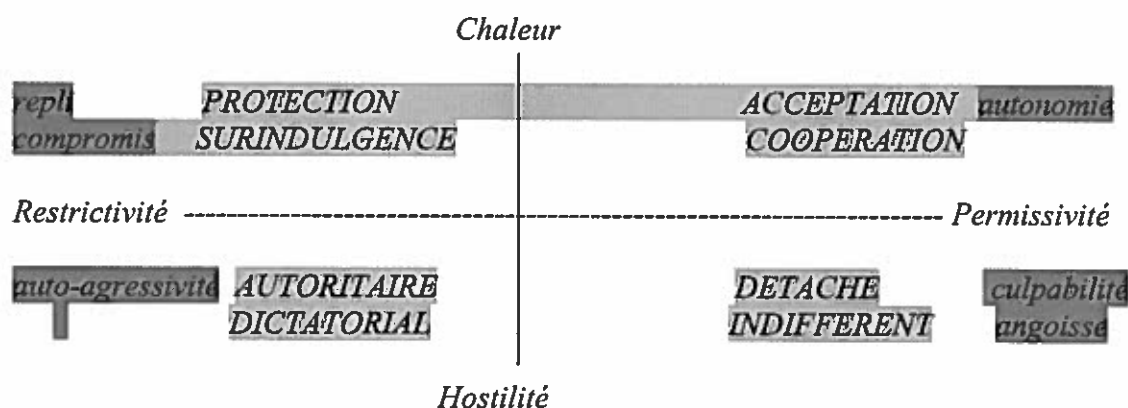 Chaleur
repli PROTECTION ACCEPTATION autonomie
compromis SURINDULGENCE COOPERATION
Restrictivité Permissivité
auto-agressivité AUTORITAIRE DETACHE culpabilité
DICTATORIAL INDIFFERENT angoisse
Hostilité